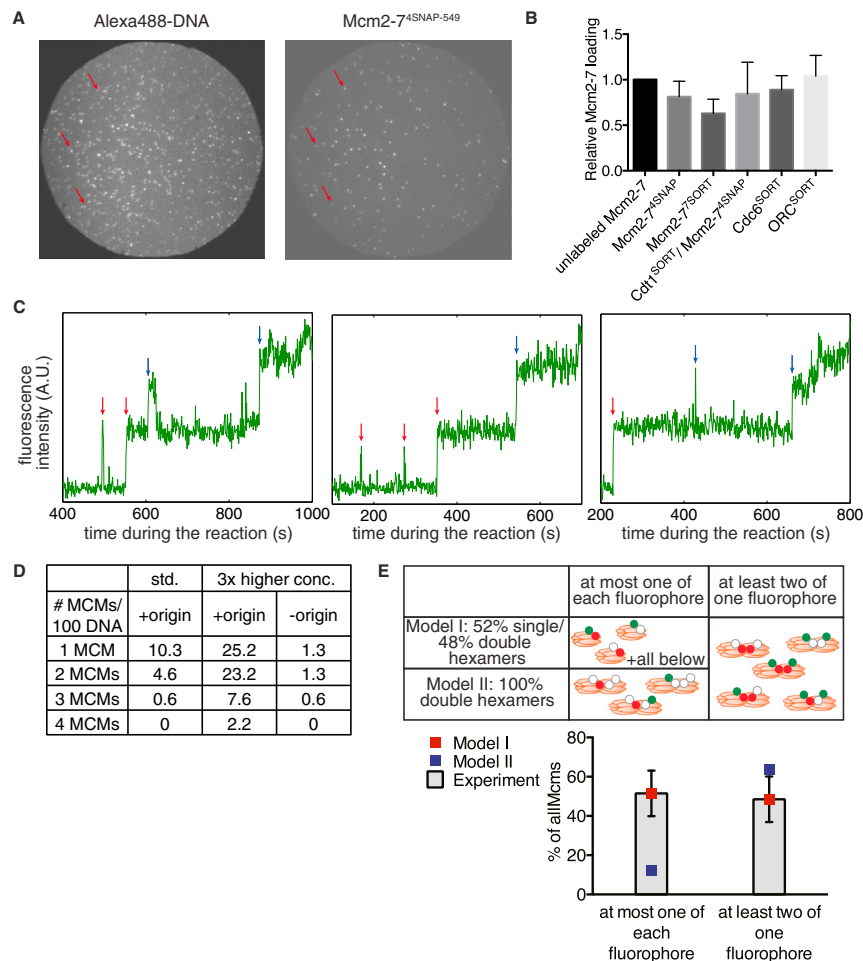 A
Alexa488-DNA
Mcm2-7^4SNAP-549
B
Relative Mcm2-7 loading
1.5
1.0
0.5
0.0
unlabeled Mcm2-7
Mcm2-7^4SNAP
Mcm2-7^7SORT
Cdt1^SORT / Mcm2-7^4SNAP
Cdc6^SORT
ORC^SORT
C
fluorescence
intensity (A.U.)
400 600 800 1000
time during the reaction (s)
200 400 600
time during the reaction (s)
200 400 600 800
time during the reaction (s)
D
std. 3x higher conc.
# MCMs/
100 DNA
+origin +origin -origin
1 MCM 10.3 25.2 1.3
2 MCMs 4.6 23.2 1.3
3 MCMs 0.6 7.6 0.6
4 MCMs 0 2.2 0
E
at most one of
each fluorophore
at least two of
one fluorophore
Model I: 52% single/
48% double
hexamers
+all below
Model II: 100%
double hexamers
Model I
Model II
Experiment
% of allMcms
80
60
40
20
0
at most one of
each
fluorophore
at least two of
one
fluorophore